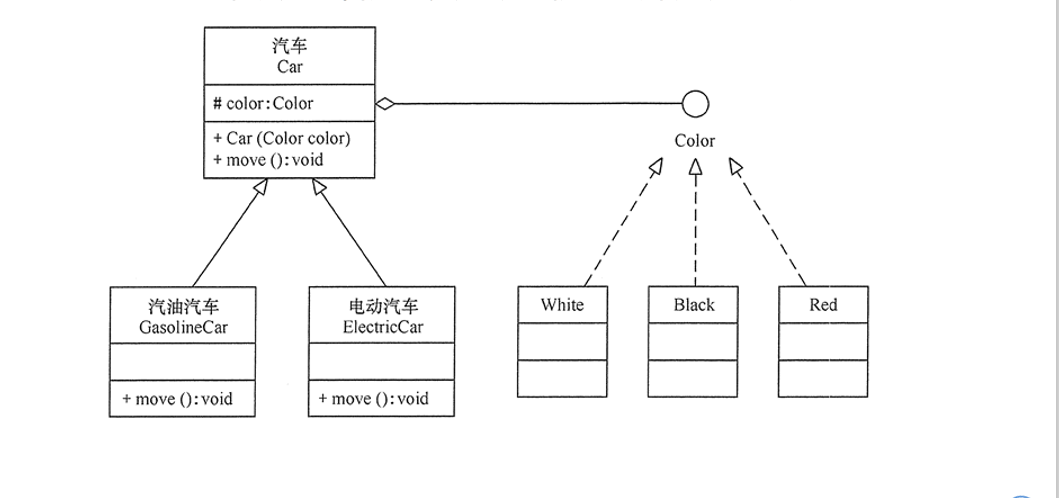 汽车
Car
# color:Color
+ Car (Color color)
+ move ():void
Color
汽油汽车
GasolineCar
+ move ():void
电动汽车
ElectricCar
+ move ():void
White
Black
Red